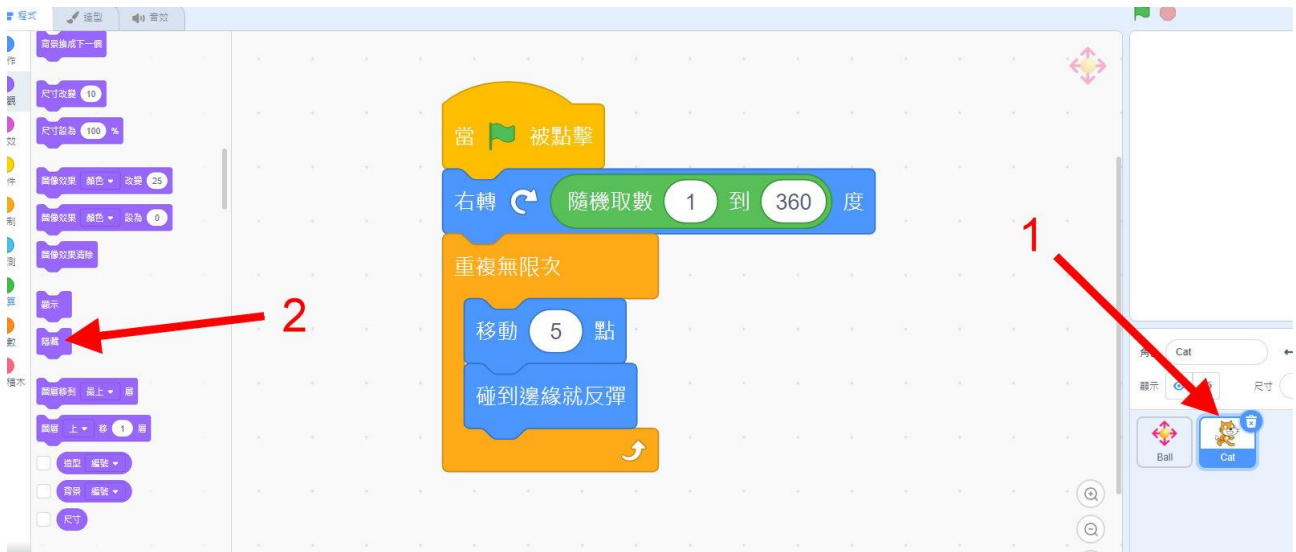 程式
造型
音效
背景換成下一個
尺寸改變 10
尺寸設為 100 %
圖像效果 顏色 改變 25
圖像效果 顏色 設為 0
圖像效果清除
顯示
隱藏
圖層移到 最上 層
圖層 上 移 1 層
造型 編號
背景 編號
尺寸
作
觀
效
件
制
測
算
數
積木
當 被點擊
右轉 隨機取數 1 到 360 度
重複無限次
移動 5 點
碰到邊緣就反彈
1
2
Cat
顯示
尺寸
Ball
Cat